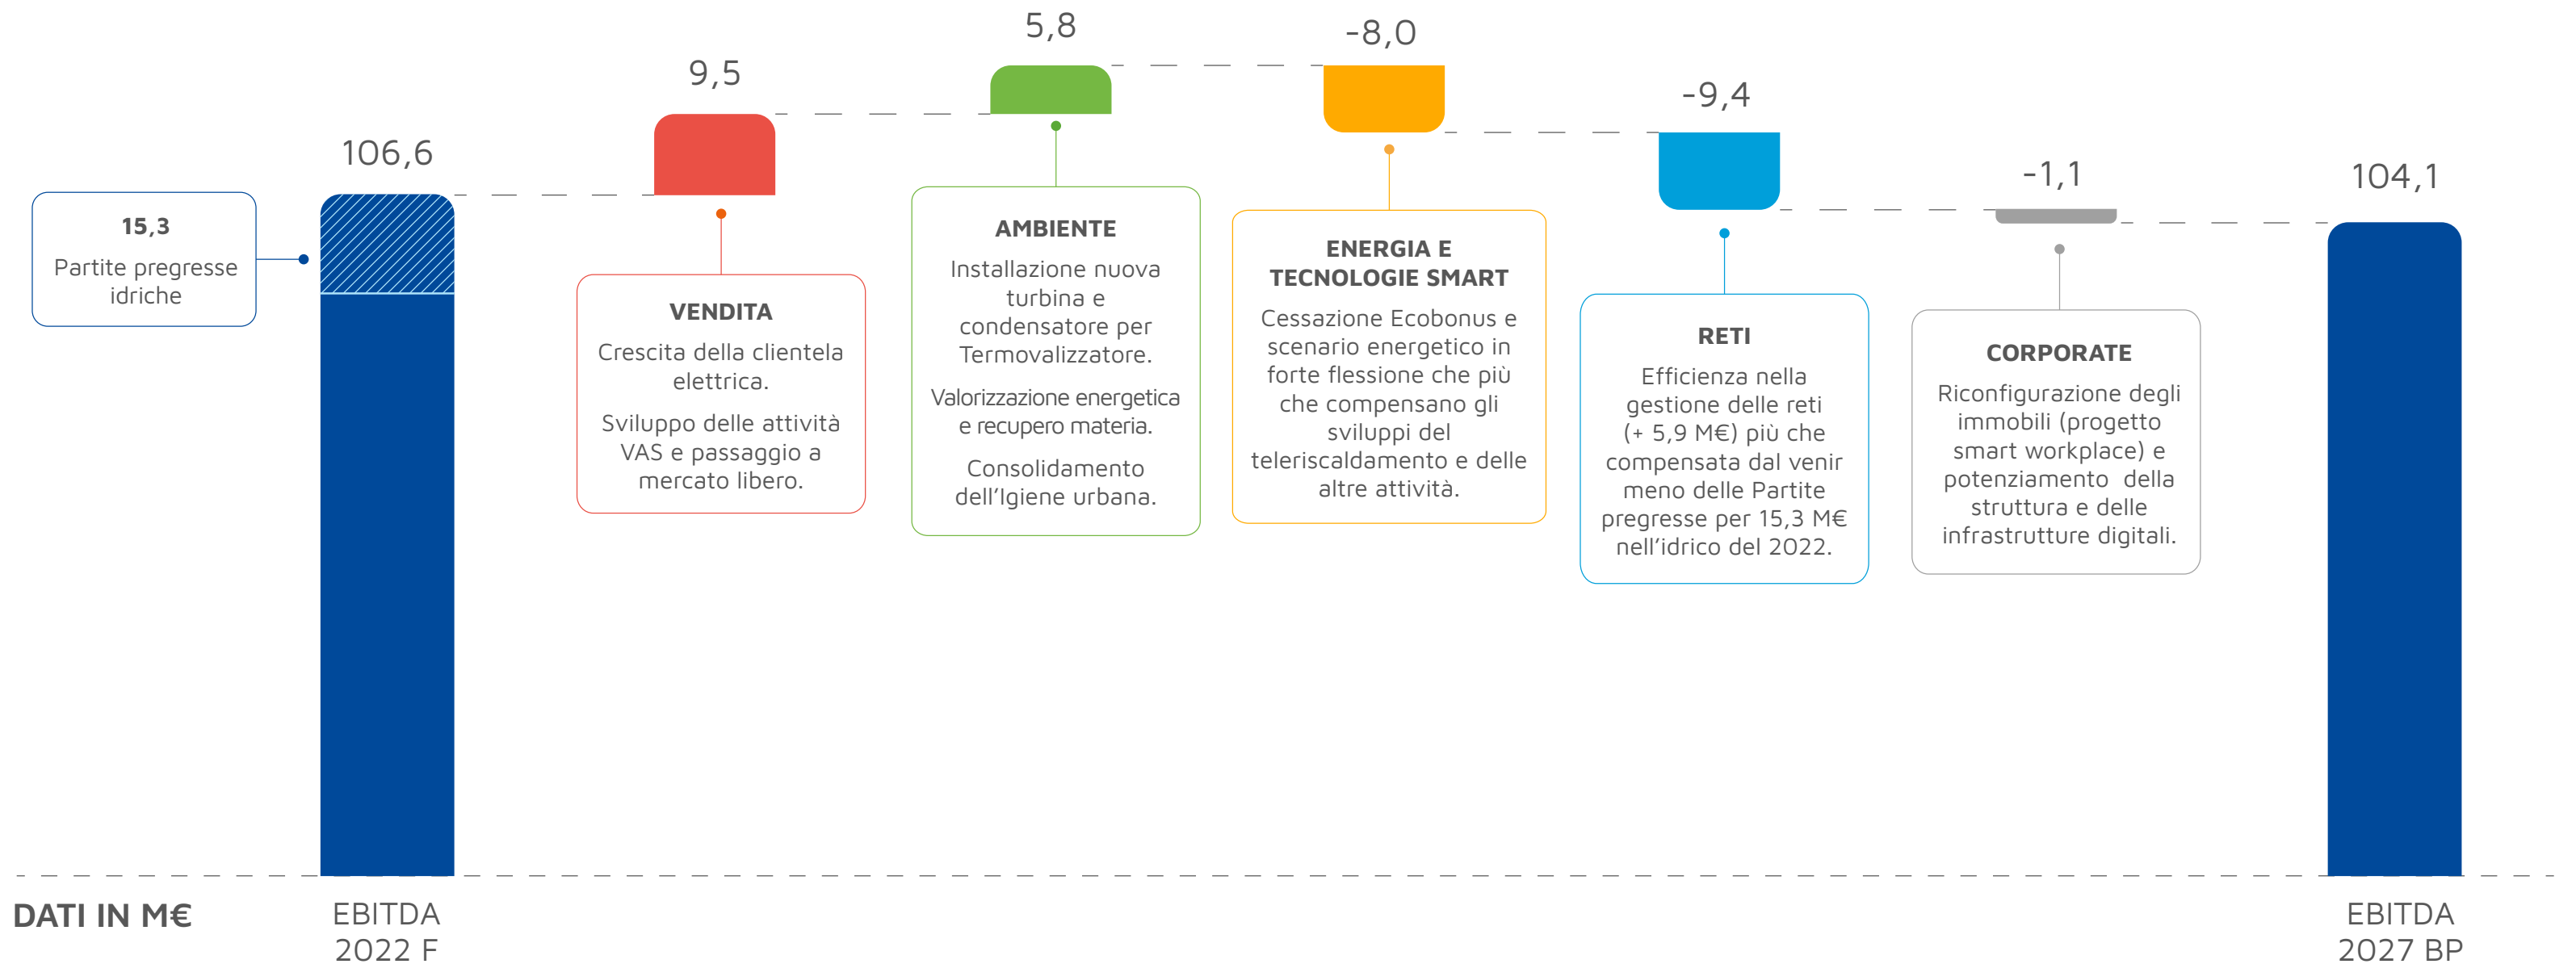 106,6
15,3
Partite pregresse
idriche
9,5
VENDITA
Crescita della clientela
elettrica.
Sviluppo delle attività
VAS e passaggio a
mercato libero.
5,8
AMBIENTE
Installazione nuova
turbina e
condensatore per
Termovalizzatore.
Valorizzazione energetica
e recupero materia.
Consolidamento
dell’Igiene urbana.
-8,0
ENERGIA E
TECNOLOGIE SMART
Cessazione Ecobonus e
scenario energetico in
forte flessione che più
che compensano gli
sviluppi del
teleriscaldamento e delle
altre attività.
-9,4
RETI
Efficienza nella
gestione delle reti
(+ 5,9 M€) più che
compensata dal venir
meno delle Partite
pregresse per 15,3 M€
nell’idrico del 2022.
-1,1
CORPORATE
Riconfigurazione degli
immobili (progetto
smart workplace) e
potenziamento della
struttura e delle
infrastrutture digitali.
104,1
DATI IN M€
EBITDA
2022 F
EBITDA
2027 BP